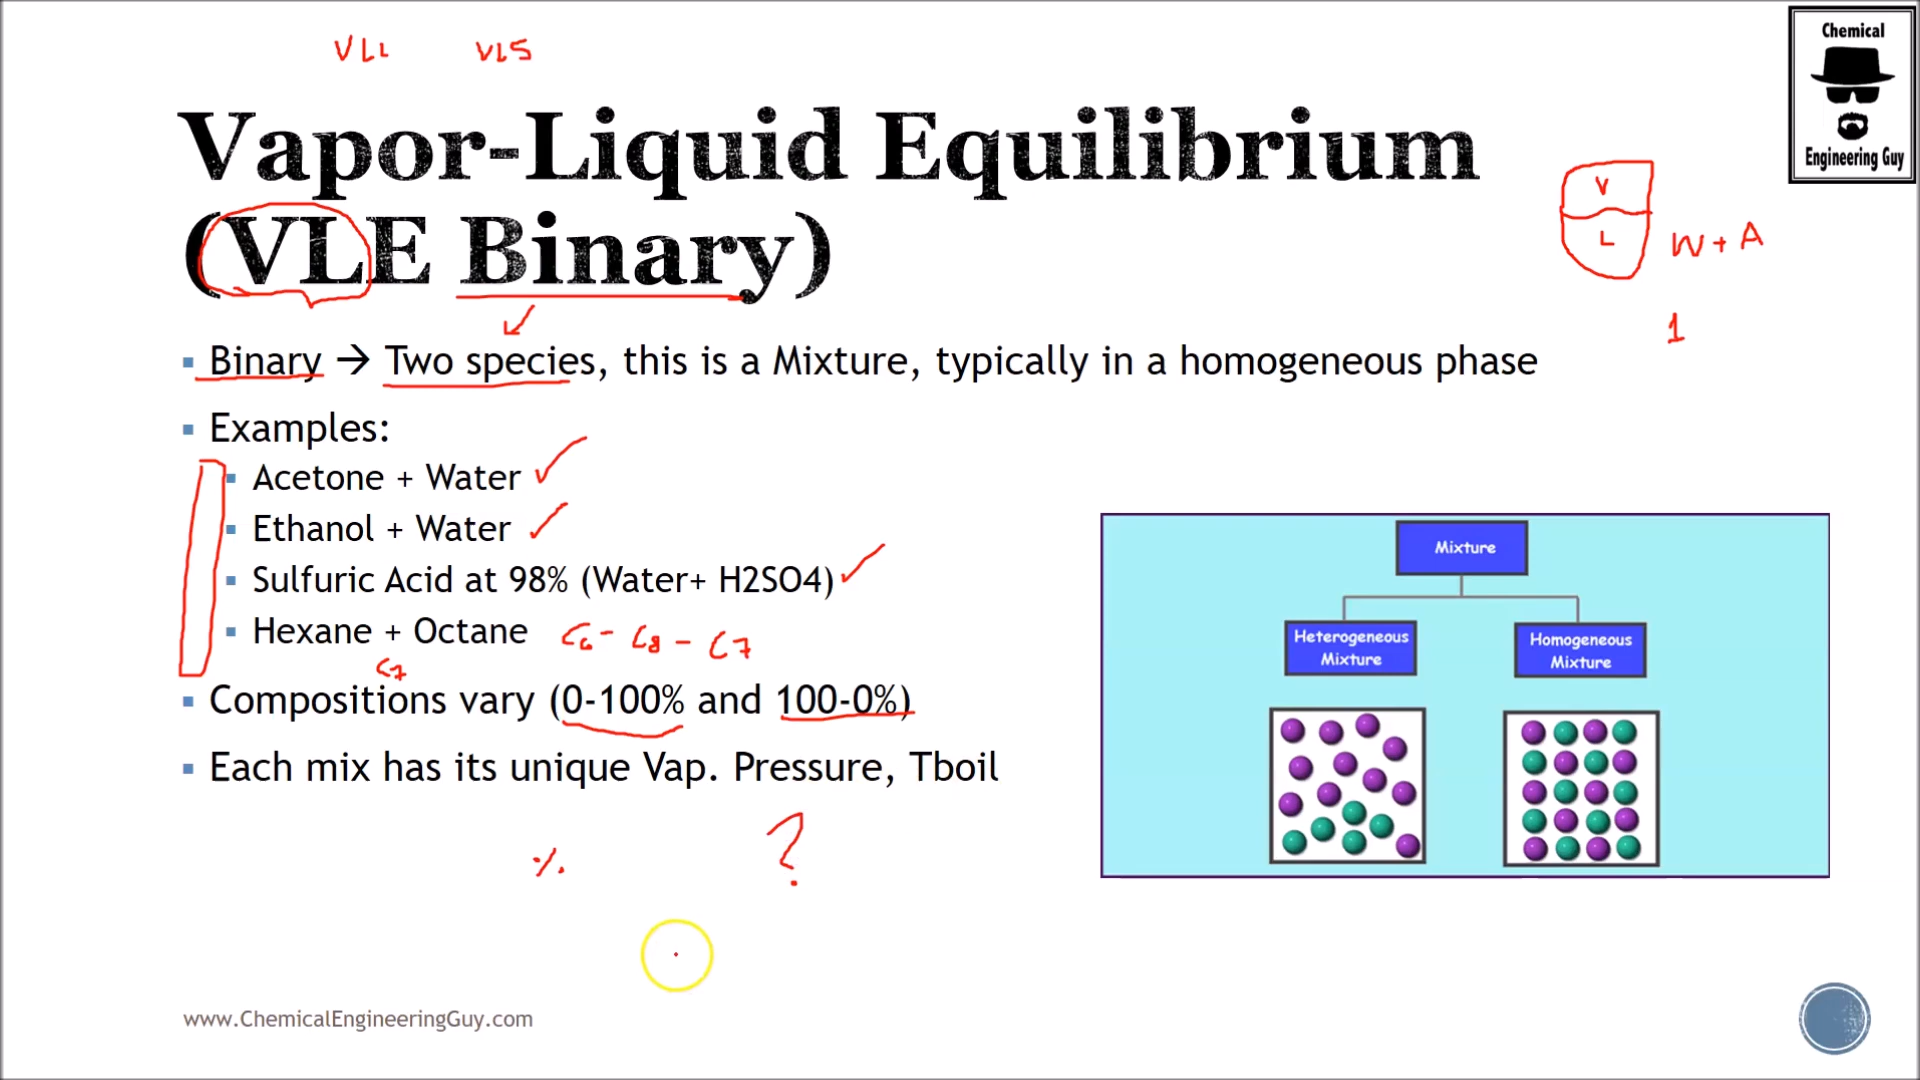 VLL VLS
Chemical
Engineering Guy
Vapor-Liquid Equilibrium
(VLE Binary)
V
L
W + A
1
Binary → Two species, this is a Mixture, typically in a homogeneous phase
Examples:
Acetone + Water
Ethanol + Water
Sulfuric Acid at 98% (Water+ H2SO4)
Hexane + Octane C6 - C8 - C7
C7
Compositions vary (0-100% and 100-0%)
Each mix has its unique Vap. Pressure, Tboil
% ?
Mixture
Heterogeneous
Mixture
Homogeneous
Mixture
www.ChemicalEngineeringGuy.com